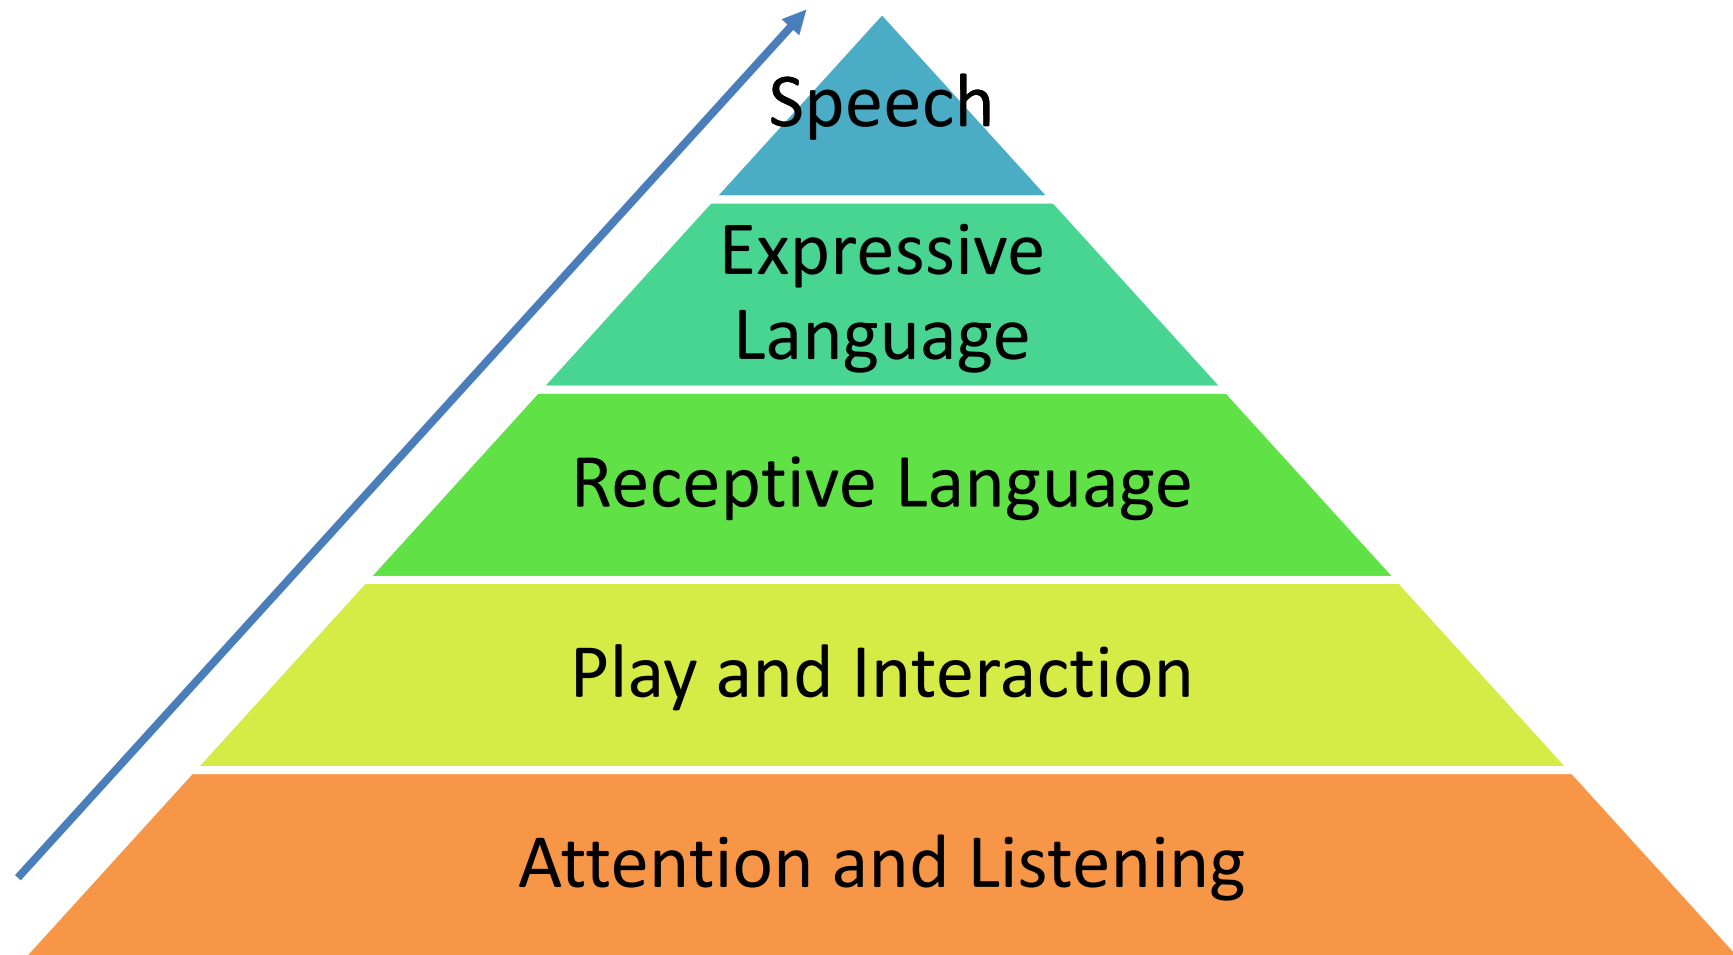 Speech
Expressive
Language
Receptive Language
Play and Interaction
Attention and Listening